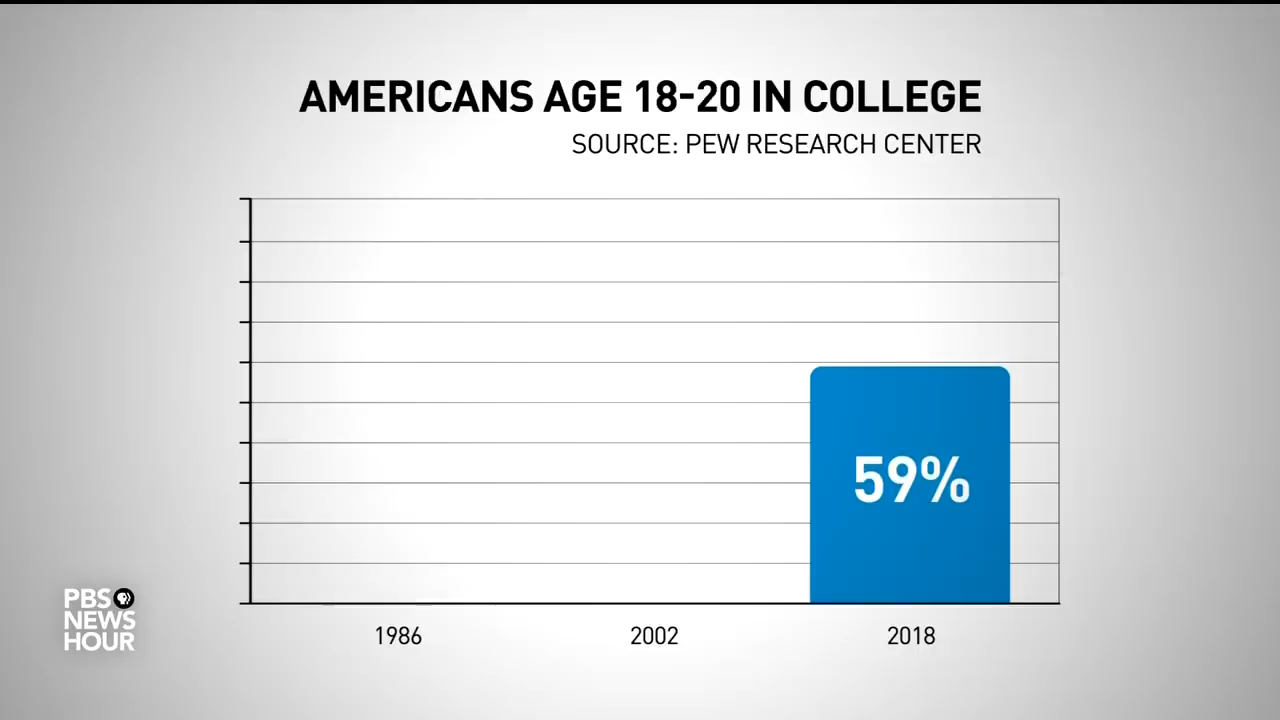 AMERICANS AGE 18-20 IN COLLEGE
SOURCE: PEW RESEARCH CENTER
59%
1986 2002 2018
PBS
NEWS
HOUR